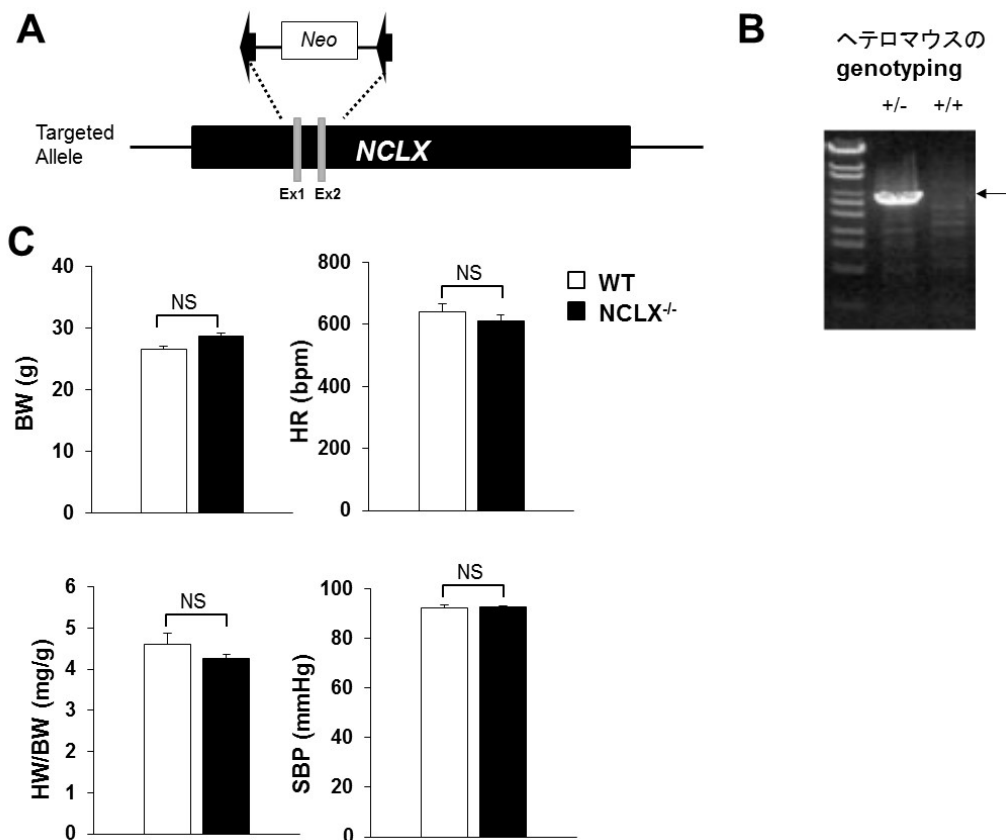 A
Neo
Targeted
Allele
NCLX
Ex1 Ex2
B
ヘテロマウスの
genotyping
+/- +/+
C
BW (g)
40
30
20
10
0
NS
HR (bpm)
800
600
400
200
0
NS
WT
NCLX-/-
HW/BW (mg/g)
6
5
4
3
2
1
0
NS
SBP (mmHg)
100
80
60
40
20
0
NS